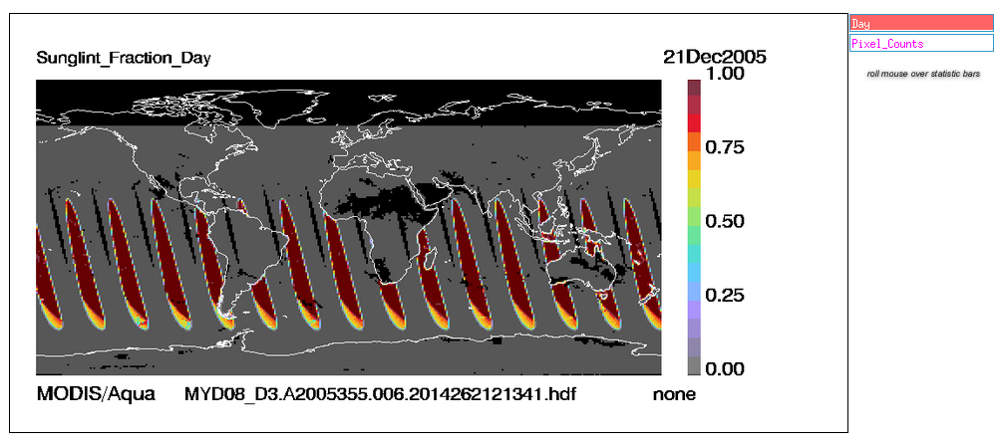 Day
Pixel_Counts
roll mouse over statistic bars
Sunglint_Fraction_Day
21Dec2005
1.00
0.75
0.50
0.25
0.00
MODIS/Aqua MYD08_D3.A2005355.006.2014262121341.hdf none